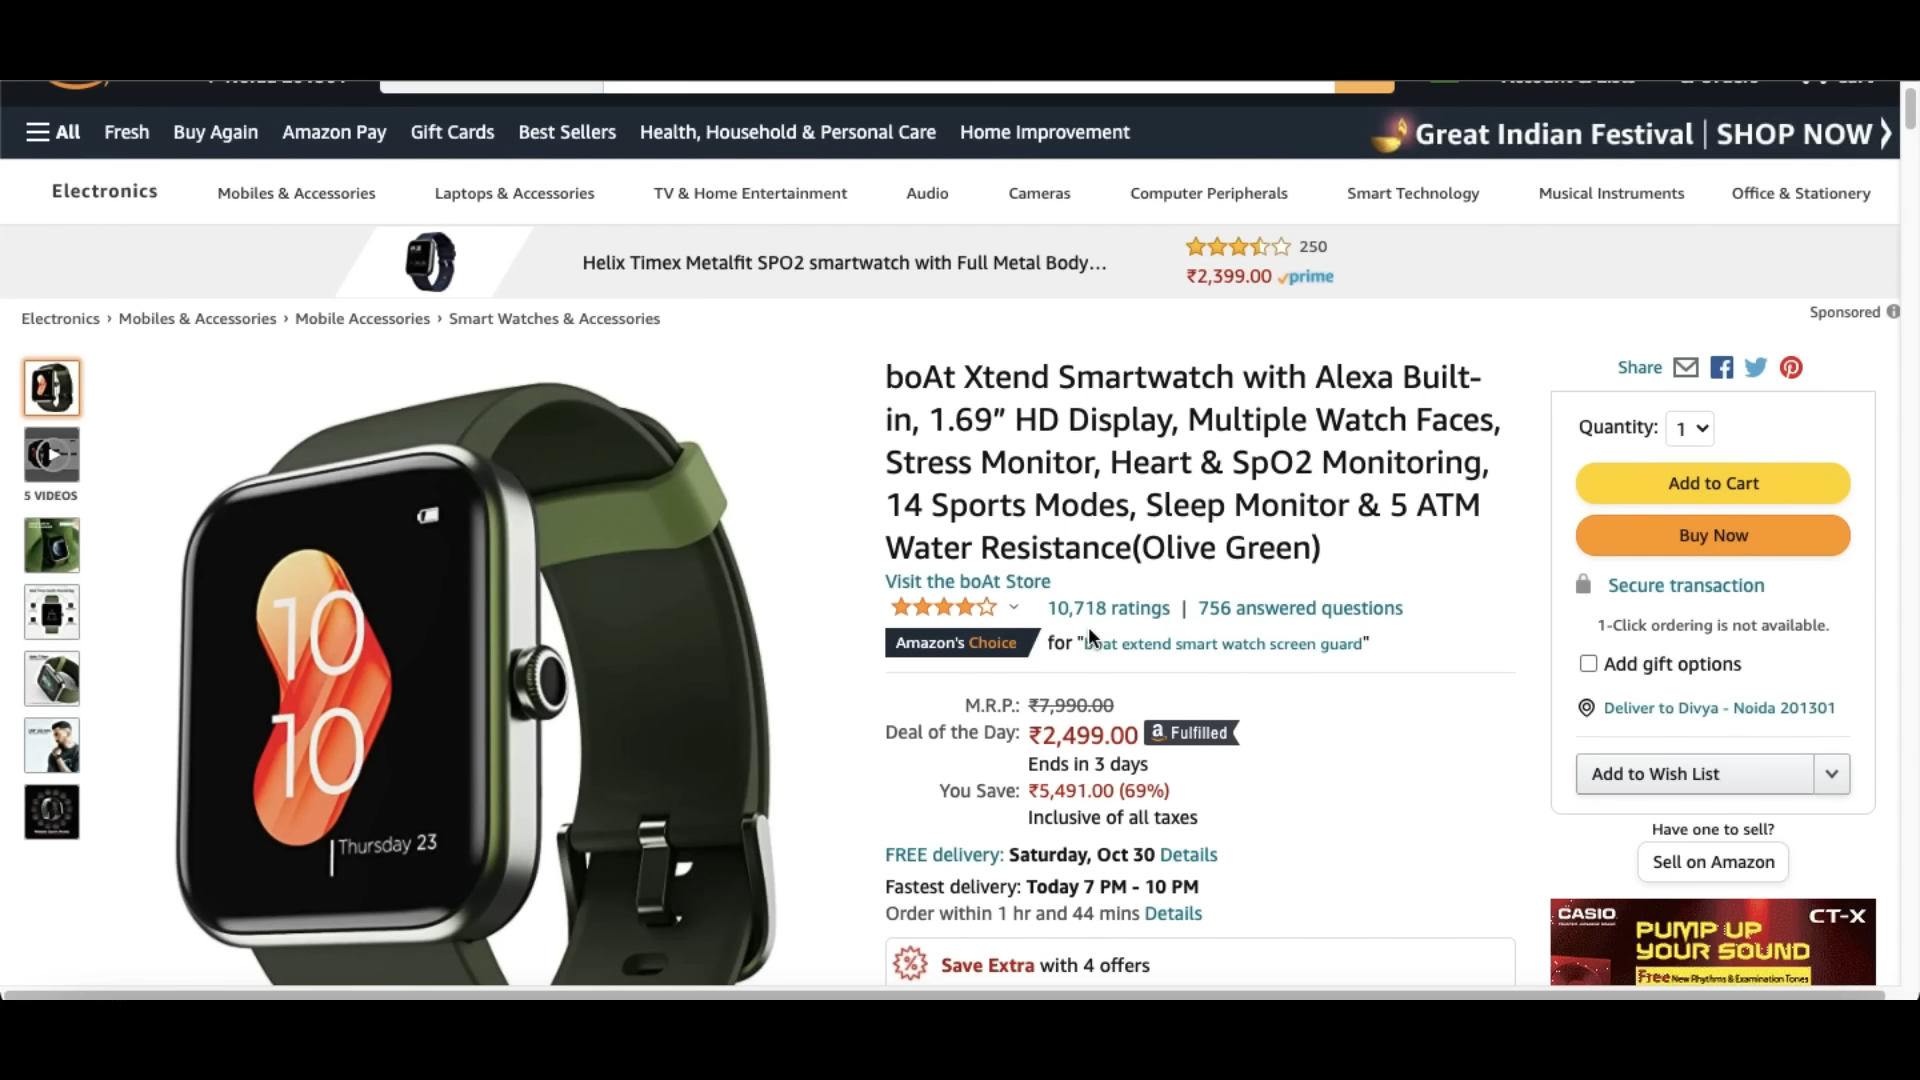 All Fresh Buy Again Amazon Pay Gift Cards Best Sellers Health, Household & Personal Care Home Improvement
Great Indian Festival | SHOP NOW
Electronics Mobiles & Accessories Laptops & Accessories TV & Home Entertainment Audio Cameras Computer Peripherals Smart Technology Musical Instruments Office & Stationery
Helix Timex Metalfit SPO2 smartwatch with Full Metal Body...
250
₹2,399.00 prime
Sponsored
Electronics › Mobiles & Accessories › Mobile Accessories › Smart Watches & Accessories
5 VIDEOS
10
10
Thursday 23
boAt Xtend Smartwatch with Alexa Built-
in, 1.69” HD Display, Multiple Watch Faces,
Stress Monitor, Heart & SpO2 Monitoring,
14 Sports Modes, Sleep Monitor & 5 ATM
Water Resistance(Olive Green)
Visit the boAt Store
10,718 ratings | 756 answered questions
Amazon's Choice for "boat extend smart watch screen guard"
M.R.P.: ₹7,990.00
Deal of the Day: ₹2,499.00 a Fulfilled
Ends in 3 days
You Save: ₹5,491.00 (69%)
Inclusive of all taxes
FREE delivery: Saturday, Oct 30 Details
Fastest delivery: Today 7 PM - 10 PM
Order within 1 hr and 44 mins Details
Save Extra with 4 offers
Share
Quantity: 1
Add to Cart
Buy Now
Secure transaction
1-Click ordering is not available.
Add gift options
Deliver to Divya - Noida 201301
Add to Wish List
Have one to sell?
Sell on Amazon
CASIO CT-X
PUMP UP
YOUR SOUND
Free New Rhythms & Examination Tones